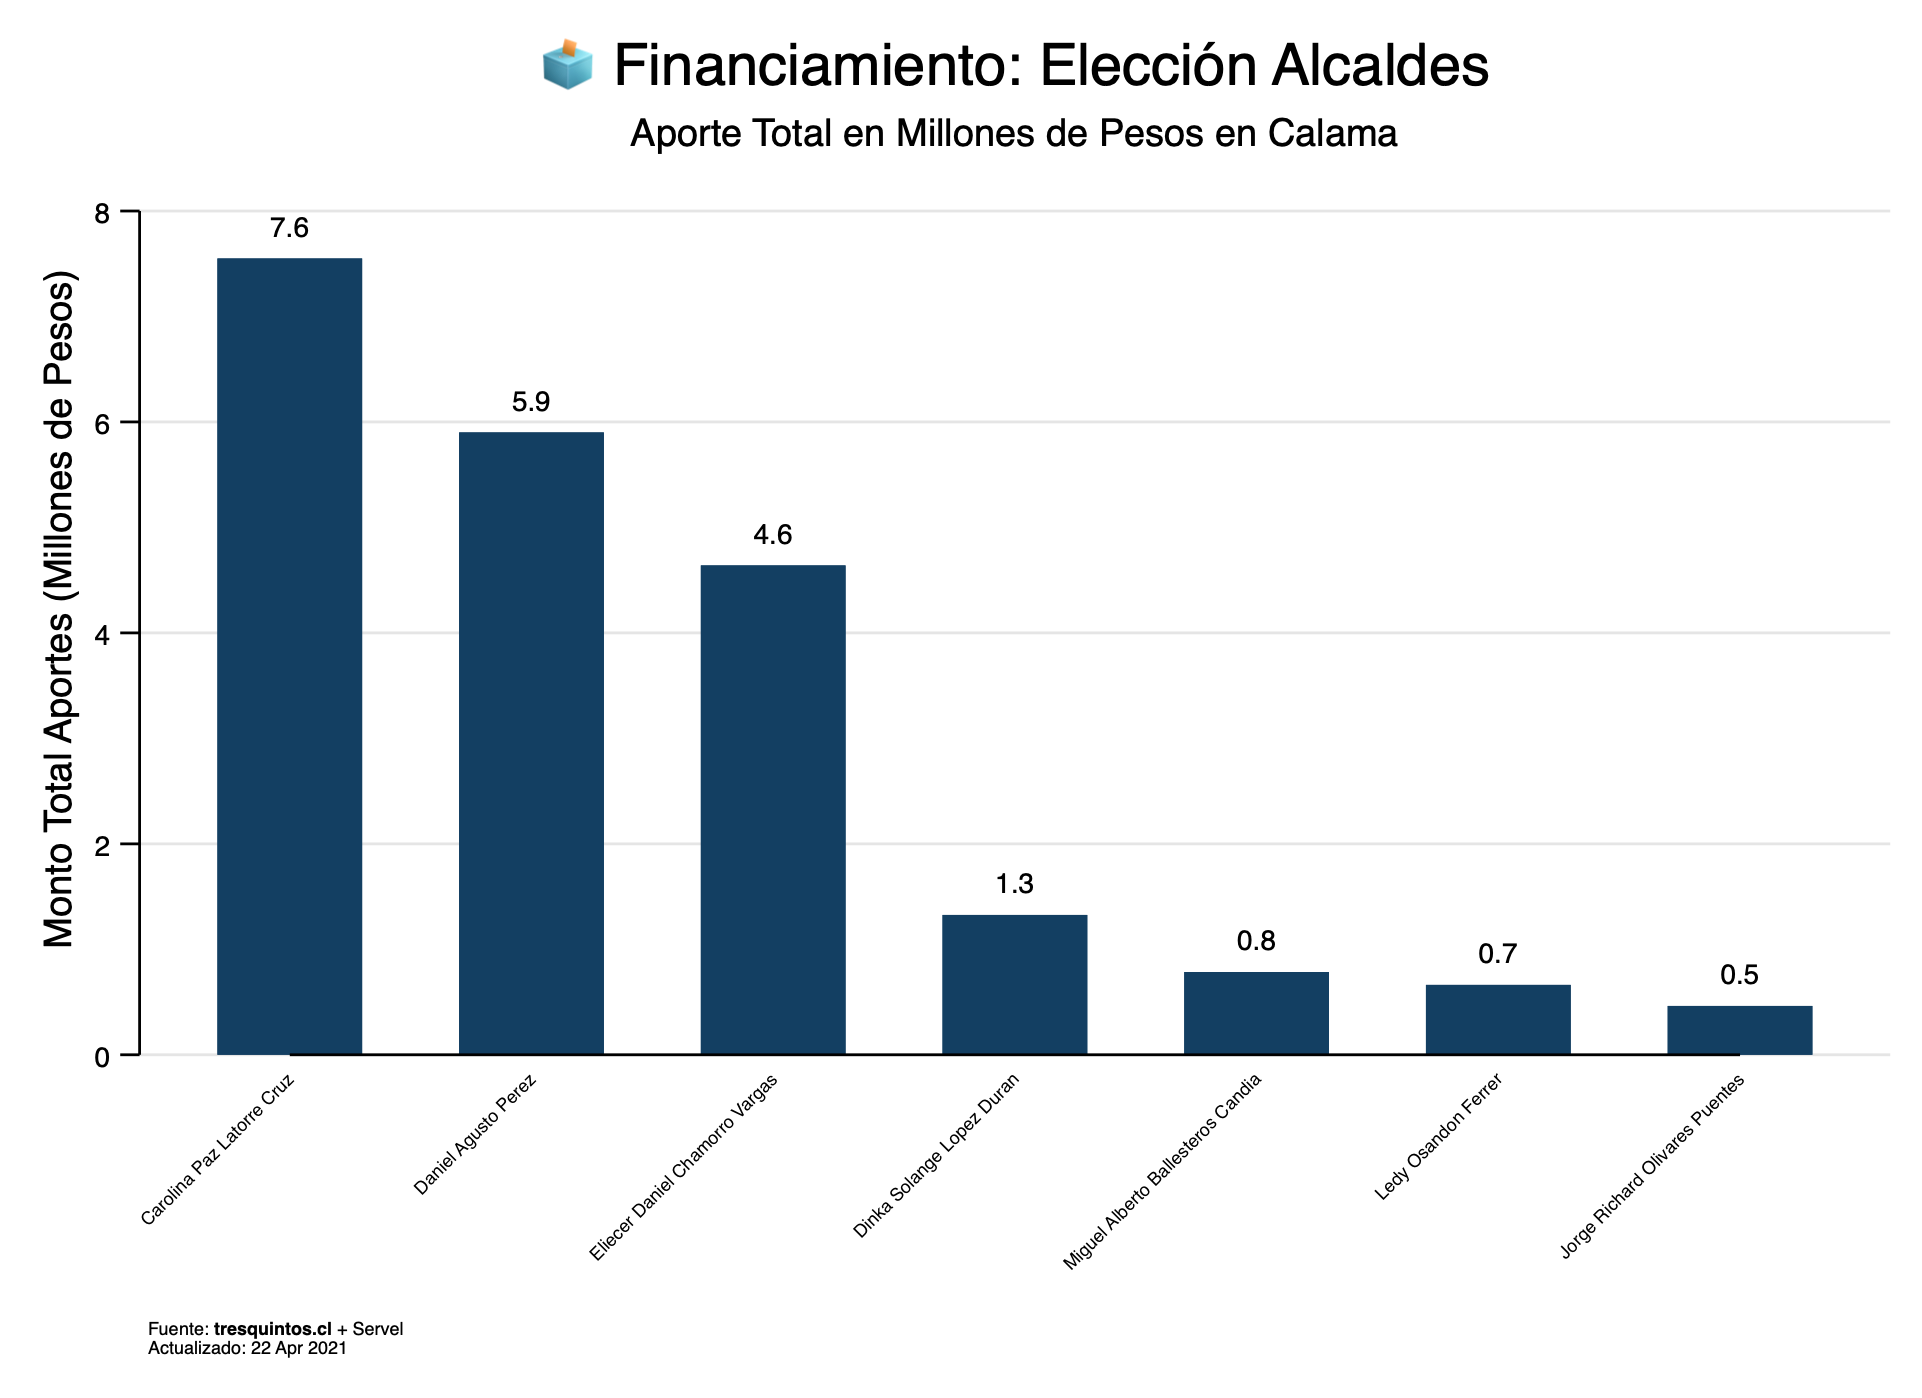 Financiamiento: Elección Alcaldes
Aporte Total en Millones de Pesos en Calama
Monto Total Aportes (Millones de Pesos)
8
6
4
2
0
7.6
5.9
4.6
1.3
0.8
0.7
0.5
Carolina Paz Latorre Cruz
Daniel Agusto Perez
Eliecer Daniel Chamorro Vargas
Dinka Solange Lopez Duran
Miguel Alberto Ballesteros Candia
Ledy Osandon Ferrer
Jorge Richard Olivares Puentes
Fuente: tresquintos.cl + Servel
Actualizado: 22 Apr 2021